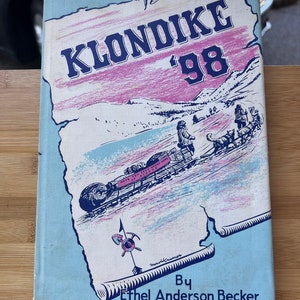 KLONDIKE
'98
By
Ethel Anderson Becker